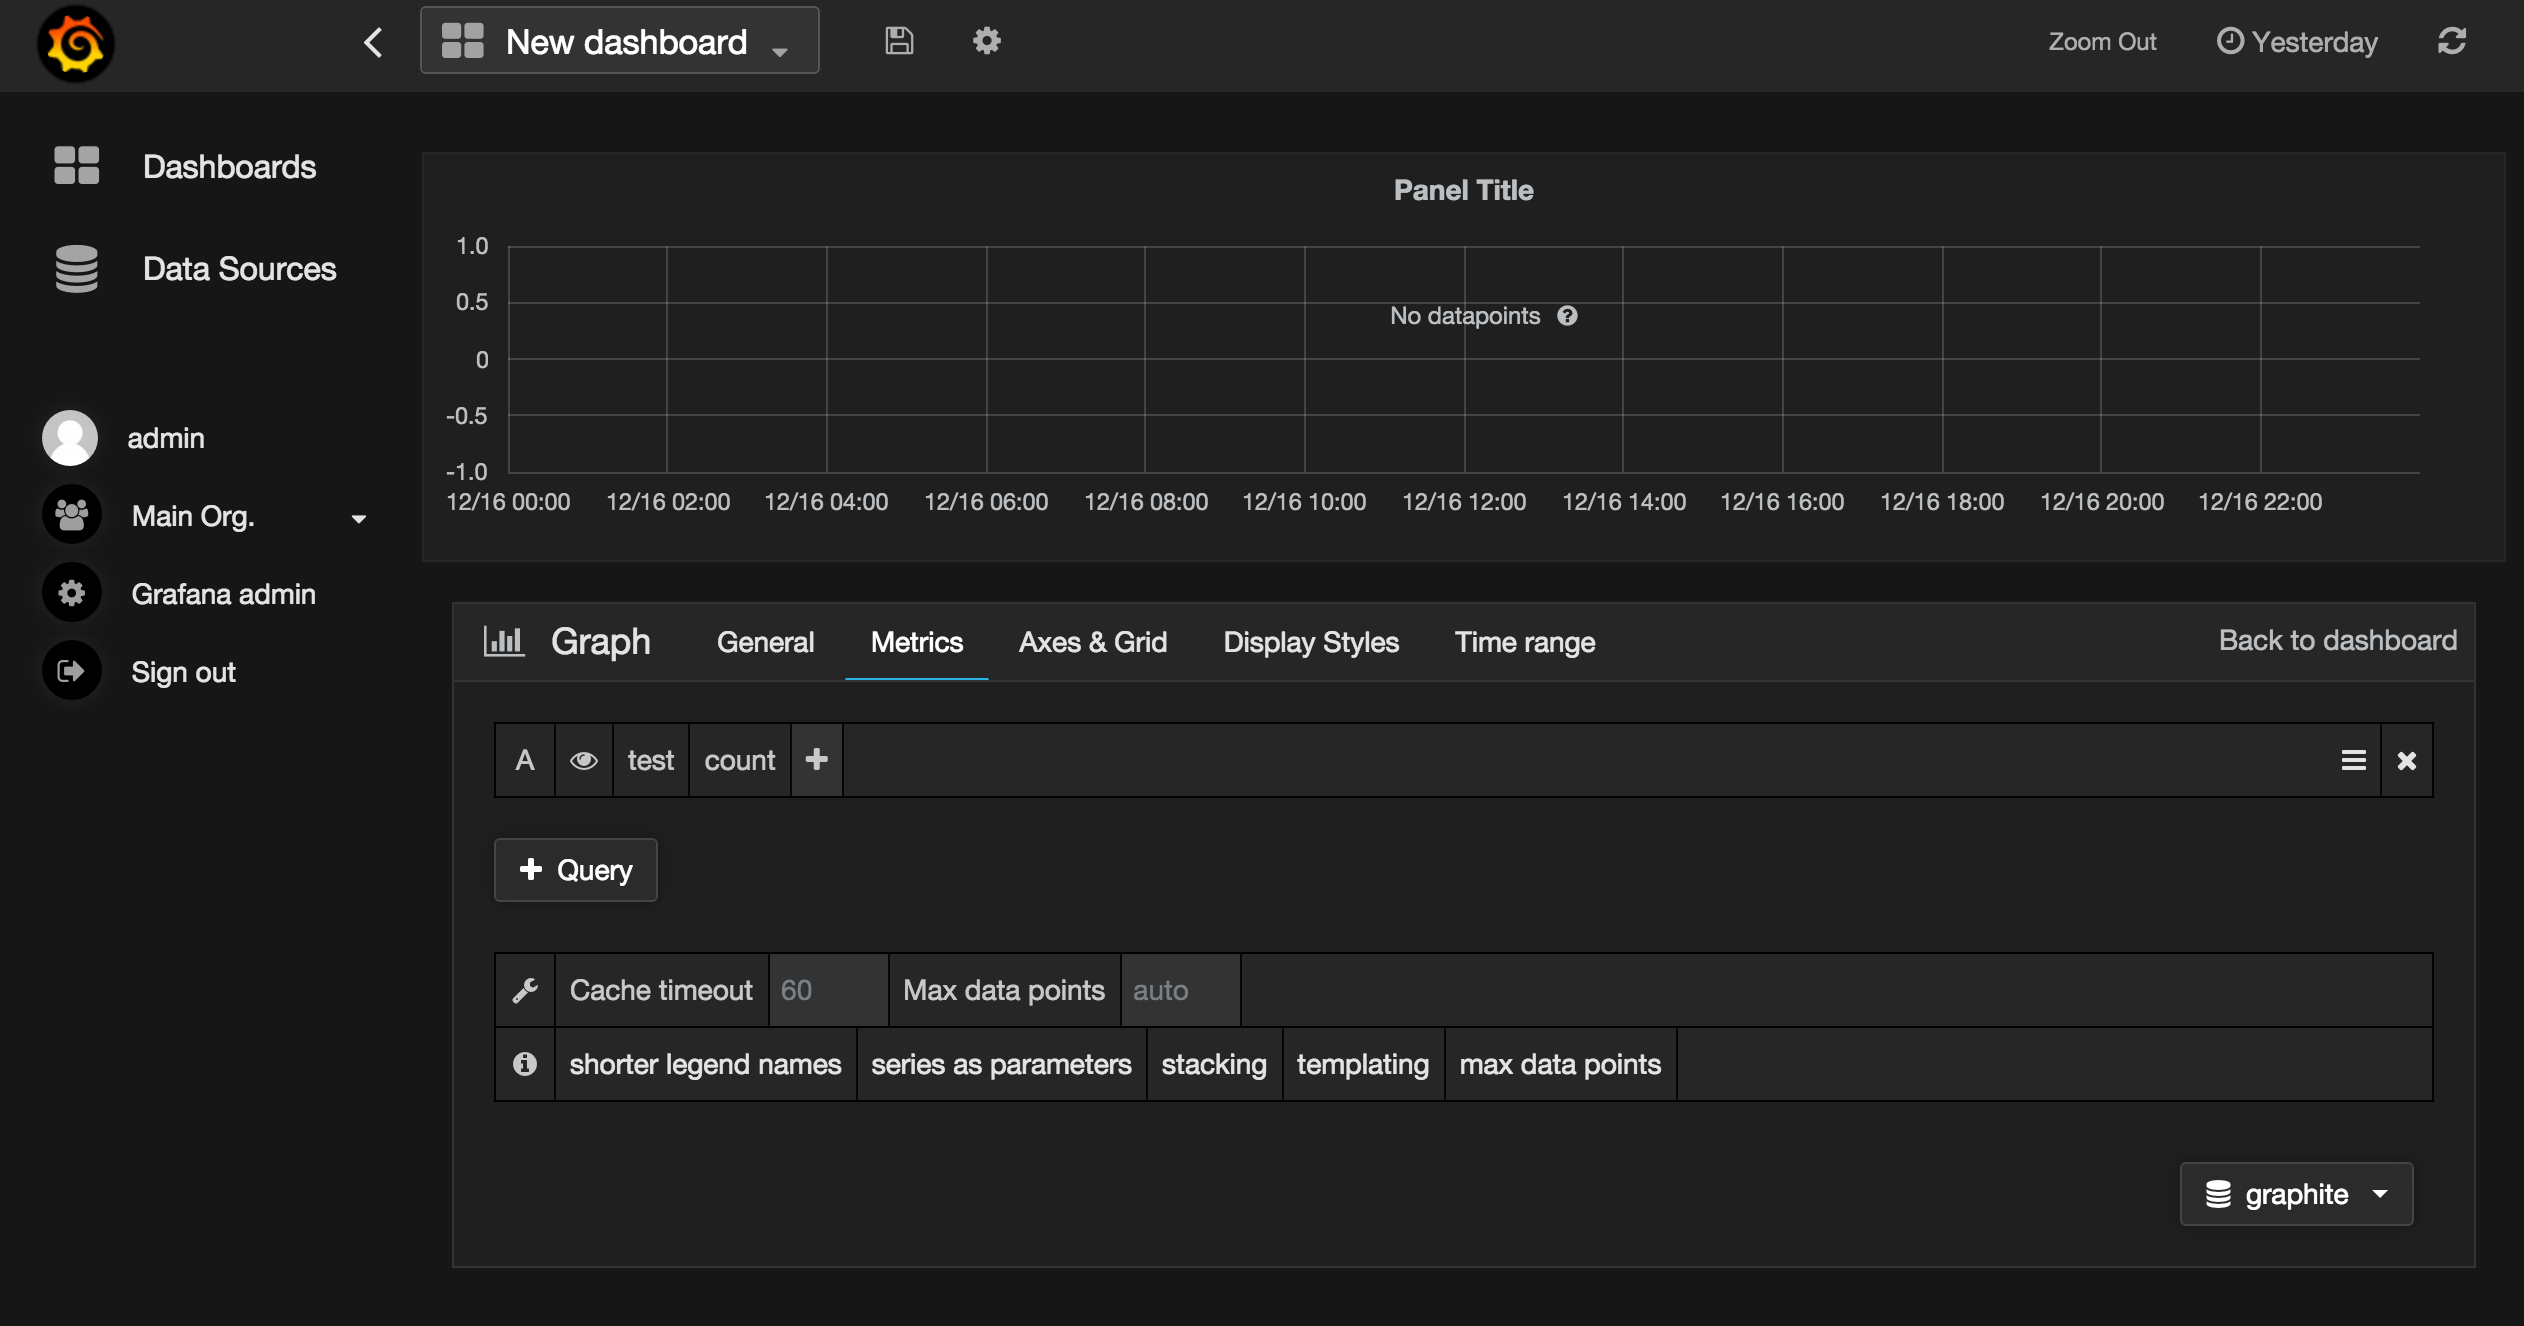 New dashboard
Zoom Out
Yesterday
Dashboards
Data Sources
admin
Main Org.
Grafana admin
Sign out
Panel Title
1.0
0.5
0
-0.5
-1.0
12/16 00:00 12/16 02:00 12/16 04:00 12/16 06:00 12/16 08:00 12/16 10:00 12/16 12:00 12/16 14:00 12/16 16:00 12/16 18:00 12/16 20:00 12/16 22:00
No datapoints
Graph General Metrics Axes & Grid Display Styles Time range Back to dashboard
A test count
Query
Cache timeout 60 Max data points auto
shorter legend names series as parameters stacking templating max data points
graphite